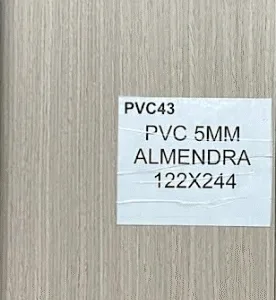 PVC43
PVC 5MM
ALMENDRA
122X244